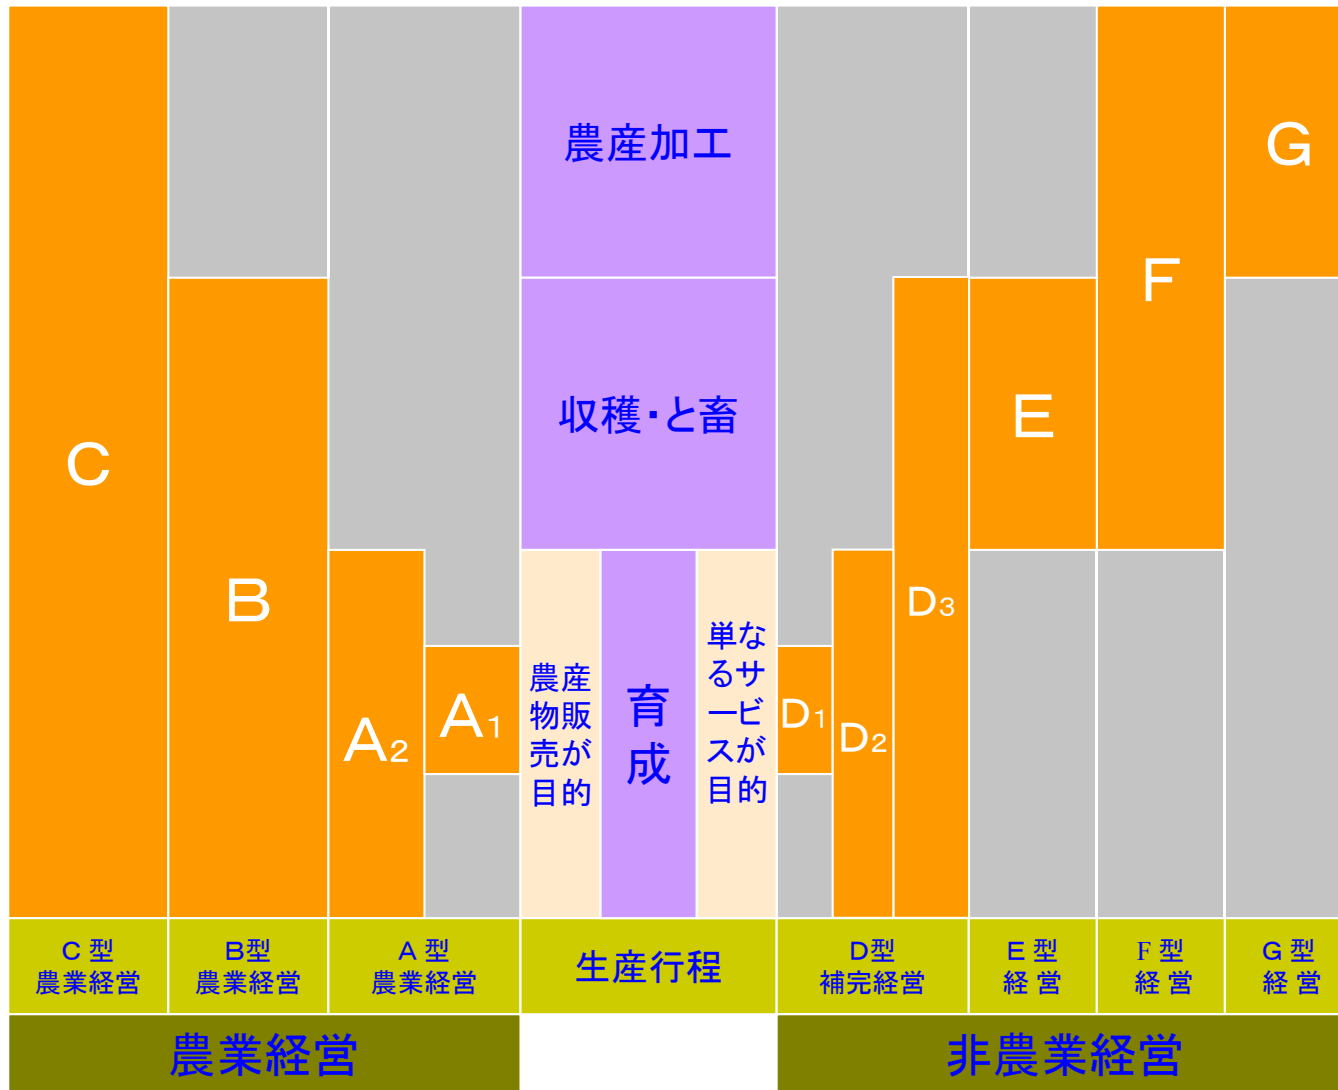 農産加工
収穫・と畜
農産
物販
売が
目的
育
成
単な
るサ
ービ
スが
目的
C
B
A2
A1
D1
D2
D3
E
F
G
C 型
農業経営
B型
農業経営
A 型
農業経営
生産行程
D型
補完経営
E 型
経 営
F 型
経 営
G 型
経 営
農業経営
非農業経営